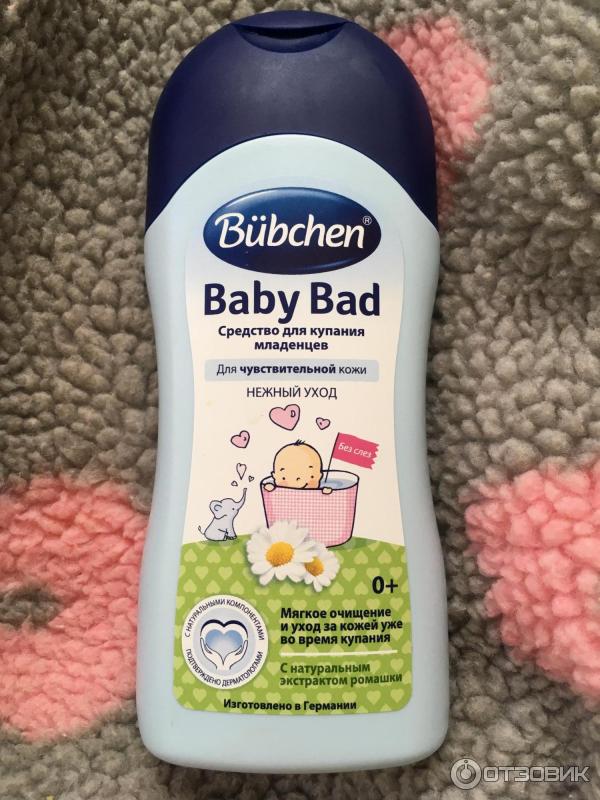 Bübchen®
Baby Bad
Средство для купания
младенцев
Для чувствительной кожи
НЕЖНЫЙ УХОД
Без слез
0+
Мягкое очищение
и уход за кожей уже
во время купания
С НАТУРАЛЬНЫМИ КОМПОНЕНТАМИ
ПОДТВЕРЖДЕНО ДЕРМАТОЛОГАМИ
С натуральным
экстрактом ромашки
Изготовлено в Германии
ОТЗОВИК